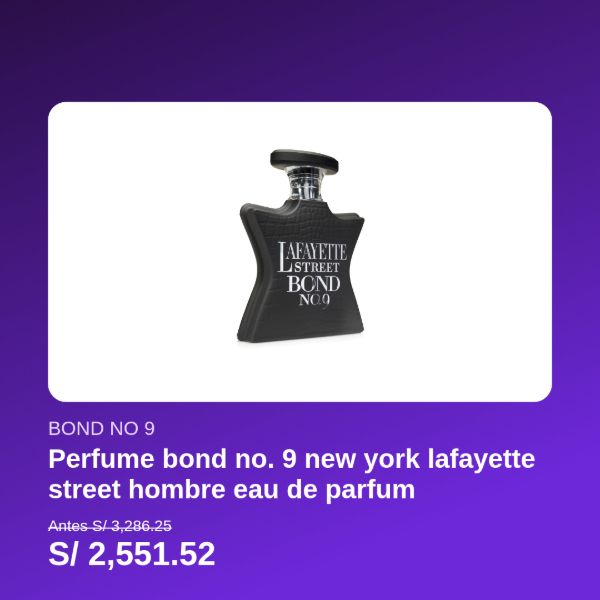 LAFAYETTE
STREET
BOND
NO.9
BOND NO 9
Perfume bond no. 9 new york lafayette
street hombre eau de parfum
Antes S/ 3,286.25
S/ 2,551.52